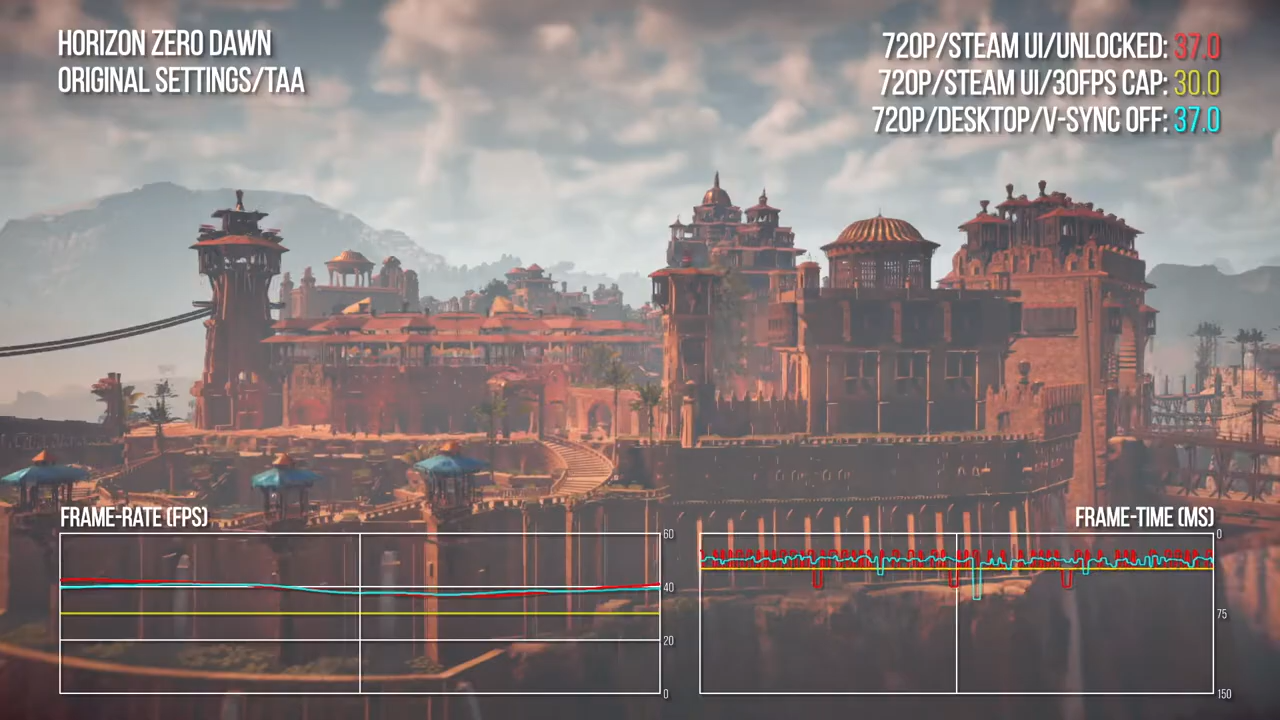 HORIZON ZERO DAWN
ORIGINAL SETTINGS/TAA
720P/STEAM UI/UNLOCKED: 37.0
720P/STEAM UI/30FPS CAP: 30.0
720P/DESKTOP/V-SYNC OFF: 37.0
FRAME-RATE (FPS)
60
40
20
0
FRAME-TIME (MS)
0
75
150